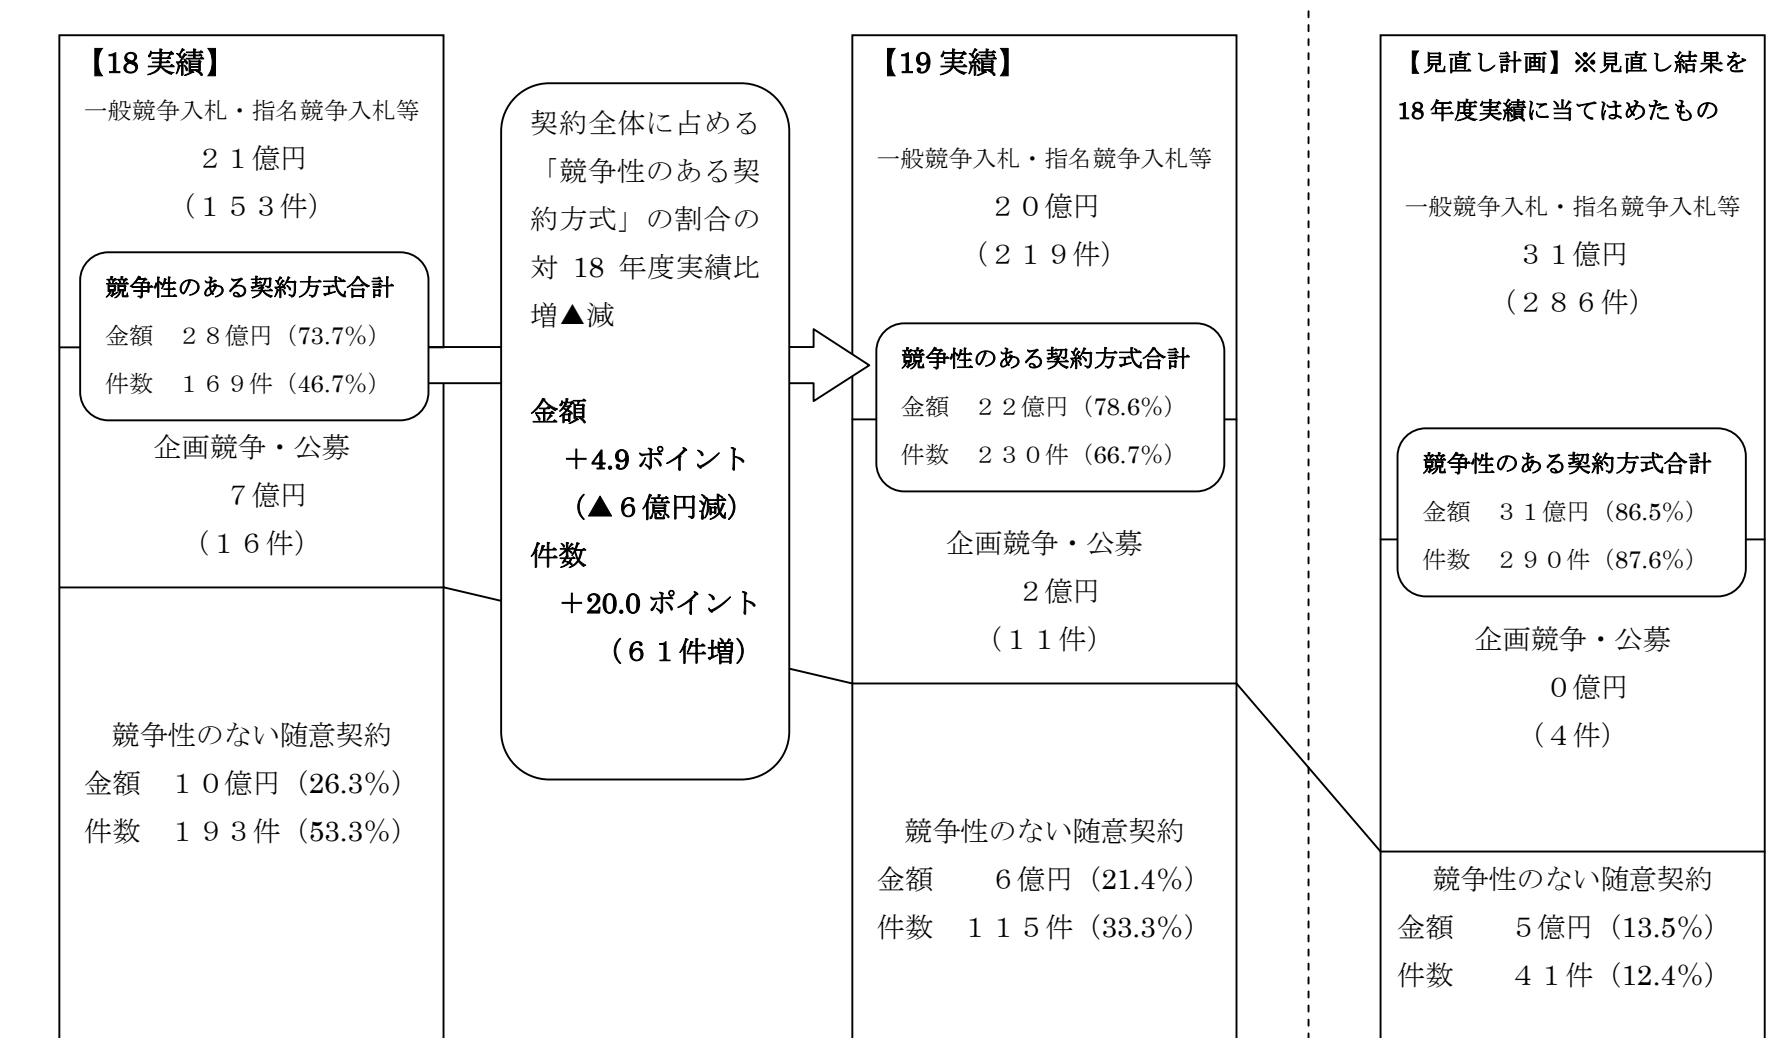 【18 実績】
一般競争入札・指名競争入札等
２１億円
（１５３件）
競争性のある契約方式合計
金額　２８億円（73.7％）
件数　１６９件（46.7％）
企画競争・公募
７億円
（１６件）
競争性のない随意契約
金額　１０億円（26.3％）
件数　１９３件（53.3％）
契約全体に占める
「競争性のある契
約方式」の割合の
対 18 年度実績比
増▲減
金額
＋4.9 ポイント
（▲６億円減）
件数
＋20.0 ポイント
（６１件増）
【19 実績】
一般競争入札・指名競争入札等
２０億円
（２１９件）
競争性のある契約方式合計
金額　２２億円（78.6％）
件数　２３０件（66.7％）
企画競争・公募
２億円
（１１件）
競争性のない随意契約
金額　　６億円（21.4％）
件数　１１５件（33.3％）
【見直し計画】※見直し結果を
18 年度実績に当てはめたもの
一般競争入札・指名競争入札等
３１億円
（２８６件）
競争性のある契約方式合計
金額　３１億円（86.5％）
件数　２９０件（87.6％）
企画競争・公募
０億円
（４件）
競争性のない随意契約
金額　　５億円（13.5％）
件数　　４１件（12.4％）